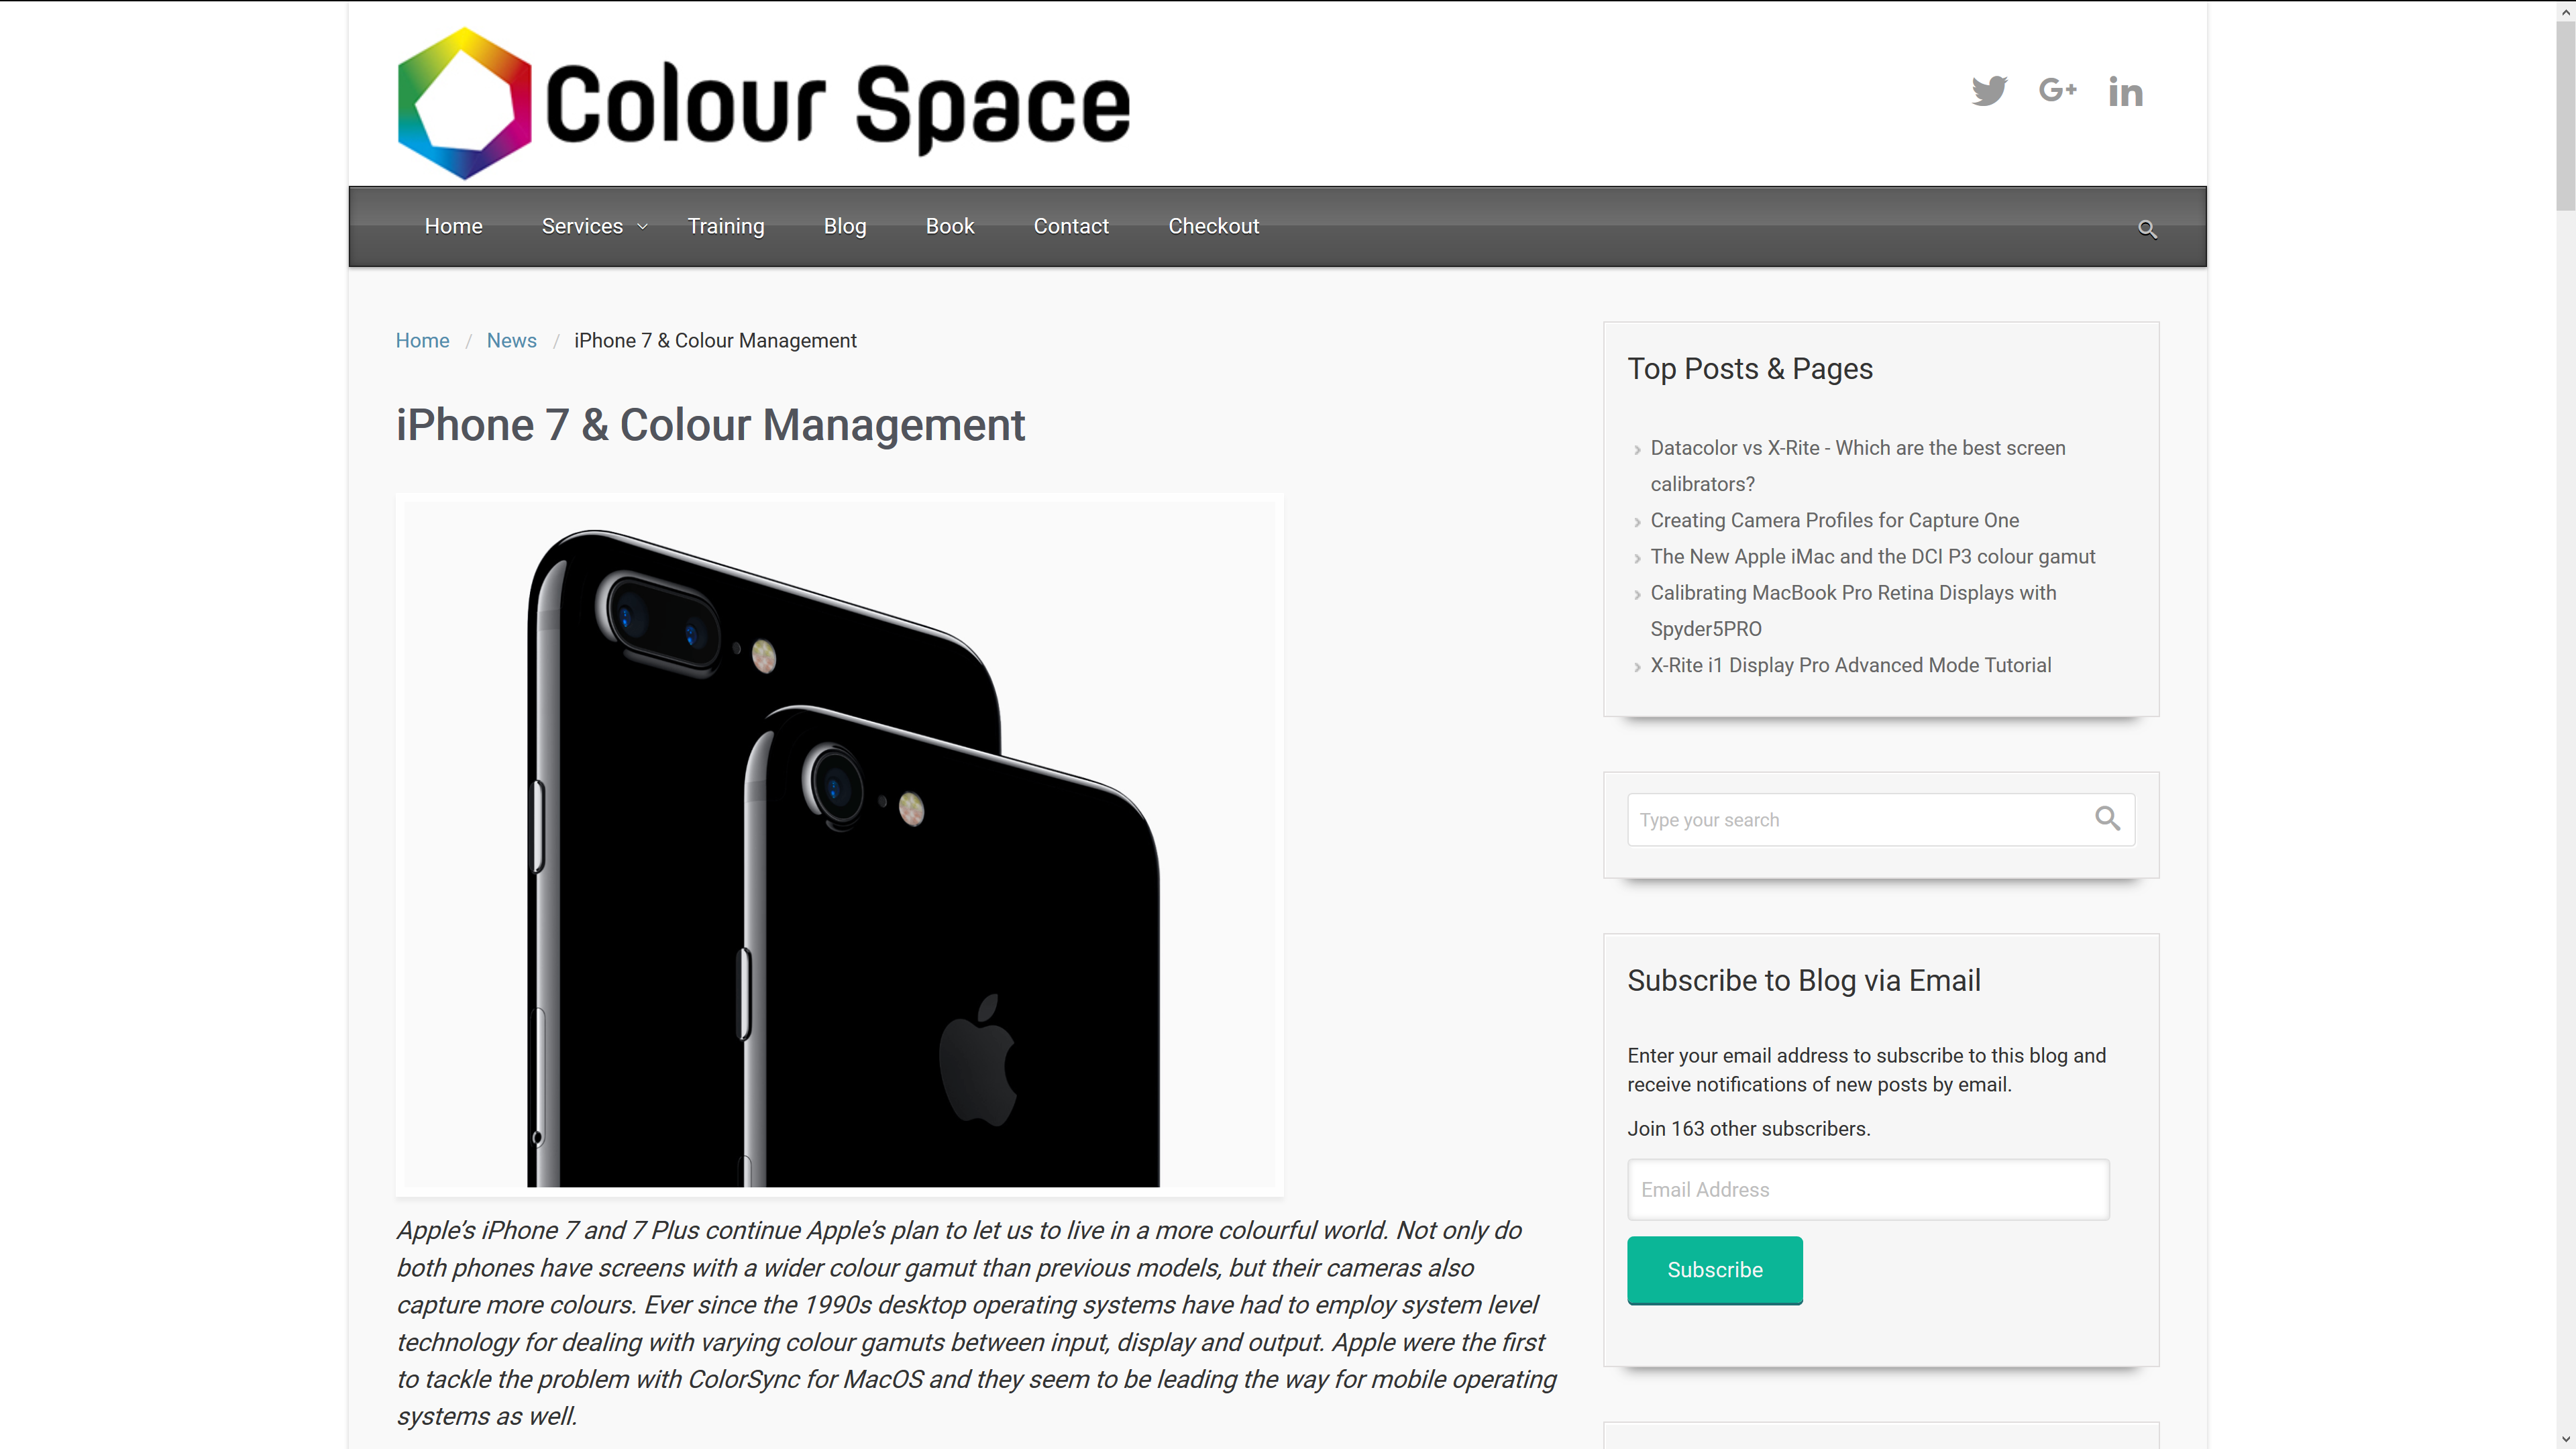 Colour Space
G+
in
Home
Services
Training
Blog
Book
Contact
Checkout
Home / News / iPhone 7 & Colour Management
iPhone 7 & Colour Management
Apple’s iPhone 7 and 7 Plus continue Apple’s plan to let us to live in a more colourful world. Not only do
both phones have screens with a wider colour gamut than previous models, but their cameras also
capture more colours. Ever since the 1990s desktop operating systems have had to employ system level
technology for dealing with varying colour gamuts between input, display and output. Apple were the first
to tackle the problem with ColorSync for MacOS and they seem to be leading the way for mobile operating
systems as well.
Top Posts & Pages
Datacolor vs X-Rite - Which are the best screen
calibrators?
Creating Camera Profiles for Capture One
The New Apple iMac and the DCI P3 colour gamut
Calibrating MacBook Pro Retina Displays with
Spyder5PRO
X-Rite i1 Display Pro Advanced Mode Tutorial
Type your search
Subscribe to Blog via Email
Enter your email address to subscribe to this blog and
receive notifications of new posts by email.
Join 163 other subscribers.
Email Address
Subscribe